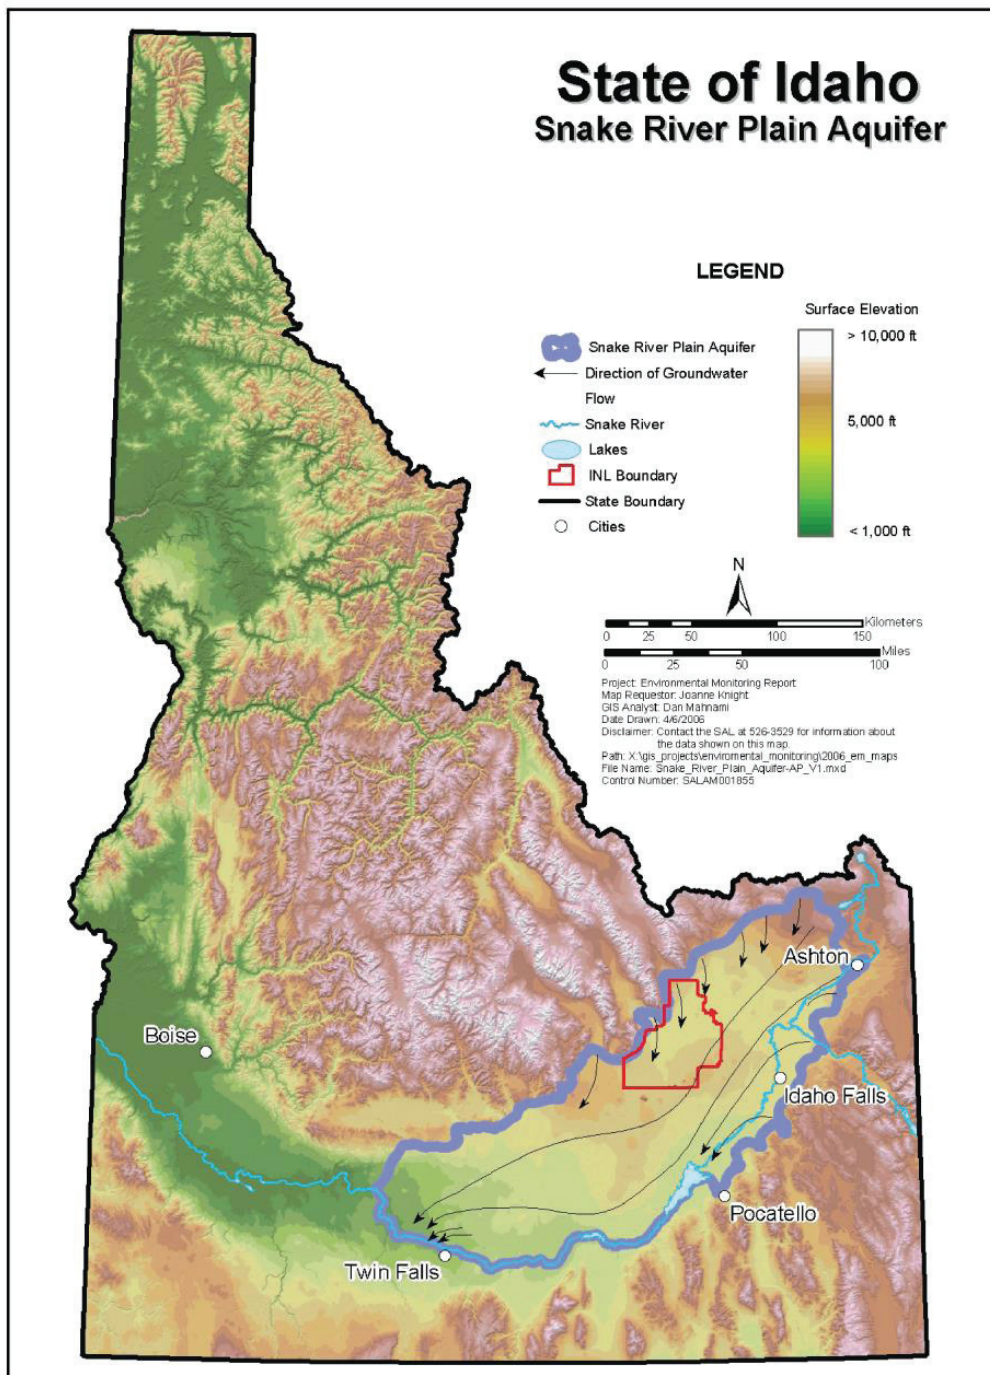 State of Idaho
Snake River Plain Aquifer
LEGEND
Snake River Plain Aquifer
Direction of Groundwater
Flow
Snake River
Lakes
INL Boundary
State Boundary
Cities
Surface Elevation
> 10,000 ft
5,000 ft
< 1,000 ft
N
Kilometers
0 25 50 100 150
Miles
0 25 50 100
Project: Environmental Monitoring Report
Map Requestor: Joanne Knight
GIS Analyst: Dan Mahnami
Date Drawn: 4/6/2006
Disclaimer: Contact the SAL at 526-3529 for information about
the data shown on this map.
Path: X:\gis_projects\enviromental_monitoring\2006_em_maps
File Name: Snake_River_Plain_Aquifer-AP_V1.mxd
Control Number: SALAM001855
Ashton
Boise
Idaho Falls
Pocatello
Twin Falls